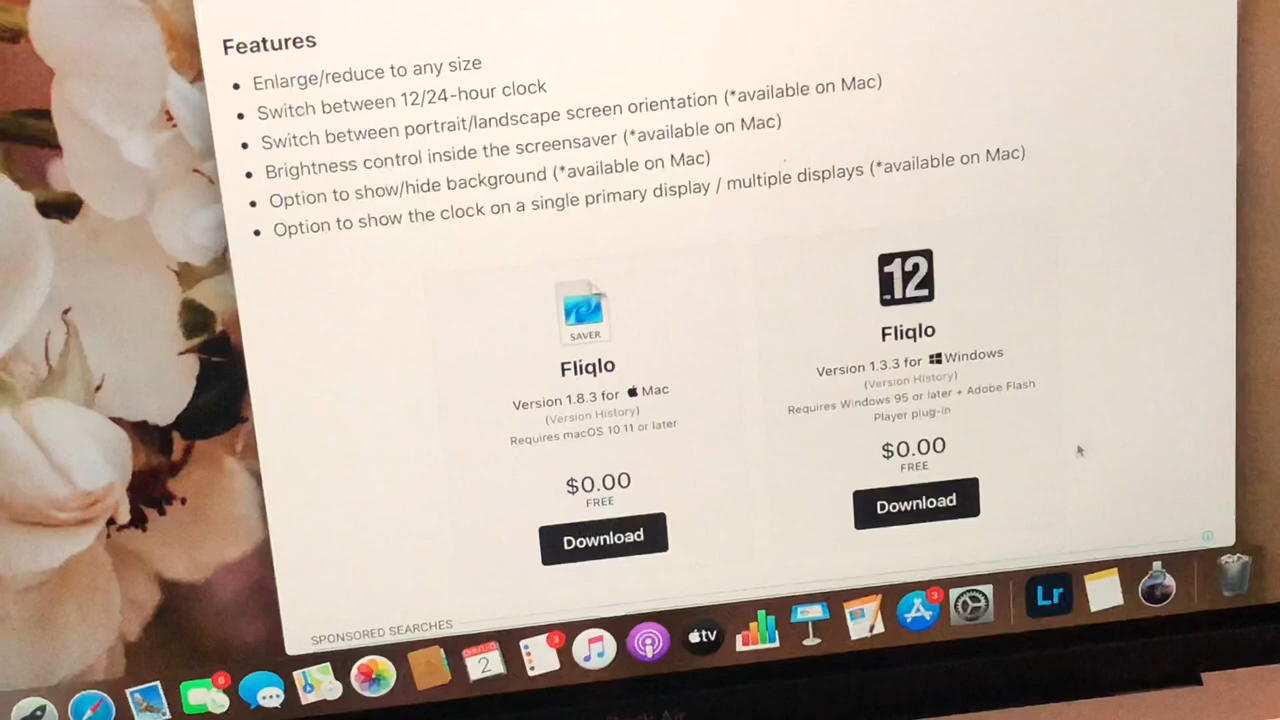 Features
Enlarge/reduce to any size
Switch between 12/24-hour clock
Switch between portrait/landscape screen orientation (*available on Mac)
Brightness control inside the screensaver (*available on Mac)
Option to show/hide background (*available on Mac)
Option to show the clock on a single primary display / multiple displays (*available on Mac)
SAVER
Fliqlo
Version 1.8.3 for Mac
(Version History)
Requires macOS 10.11 or later
$0.00
FREE
Download
12
Fliqlo
Version 1.3.3 for Windows
(Version History)
Requires Windows 95 or later + Adobe Flash
Player plug-in
$0.00
FREE
Download
SPONSORED SEARCHES
6
2
3
tv
3
Lr